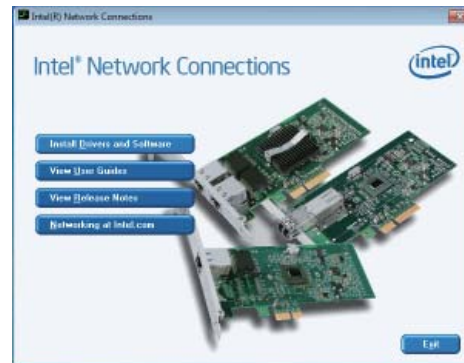 Intel(R) Network Connections
Intel® Network Connections
intel
Install Drivers and Software
View User Guides
View Release Notes
Networking at Intel.com
Exit